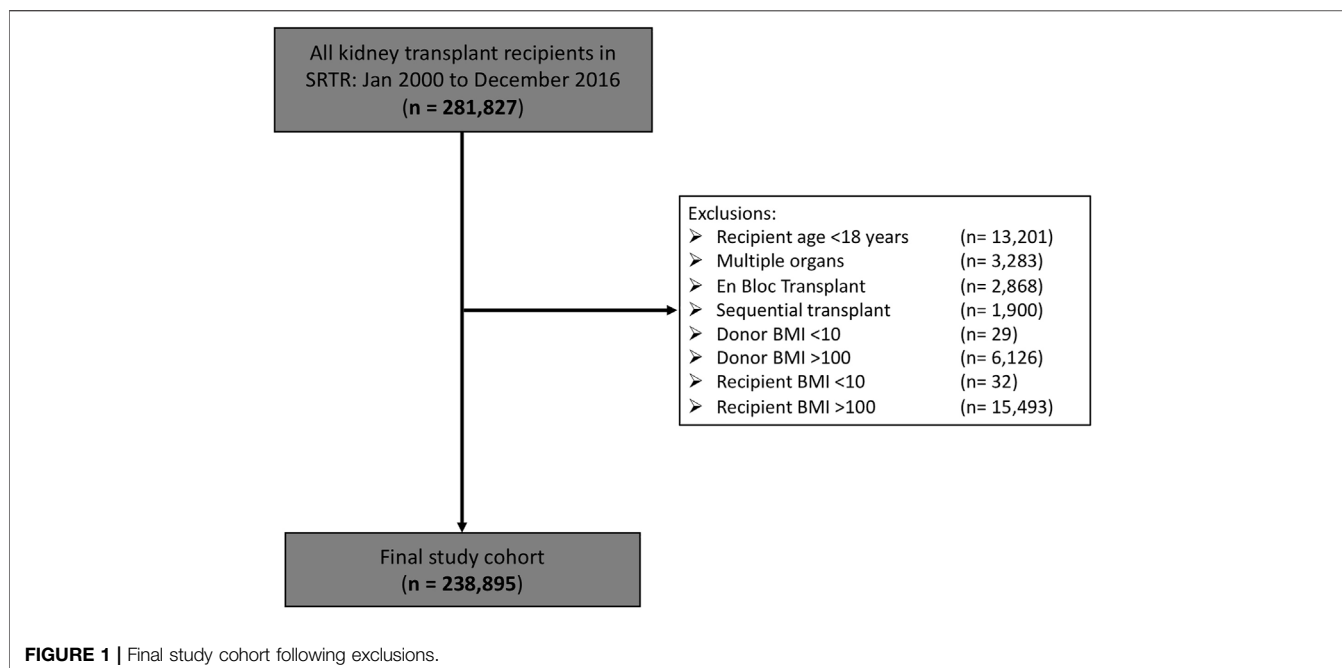 All kidney transplant recipients in
SRTR: Jan 2000 to December 2016
(n = 281,827)
Exclusions:
➢ Recipient age <18 years (n= 13,201)
➢ Multiple organs (n= 3,283)
➢ En Bloc Transplant (n= 2,868)
➢ Sequential transplant (n= 1,900)
➢ Donor BMI <10 (n= 29)
➢ Donor BMI >100 (n= 6,126)
➢ Recipient BMI <10 (n= 32)
➢ Recipient BMI >100 (n= 15,493)
Final study cohort
(n = 238,895)
FIGURE 1 | Final study cohort following exclusions.